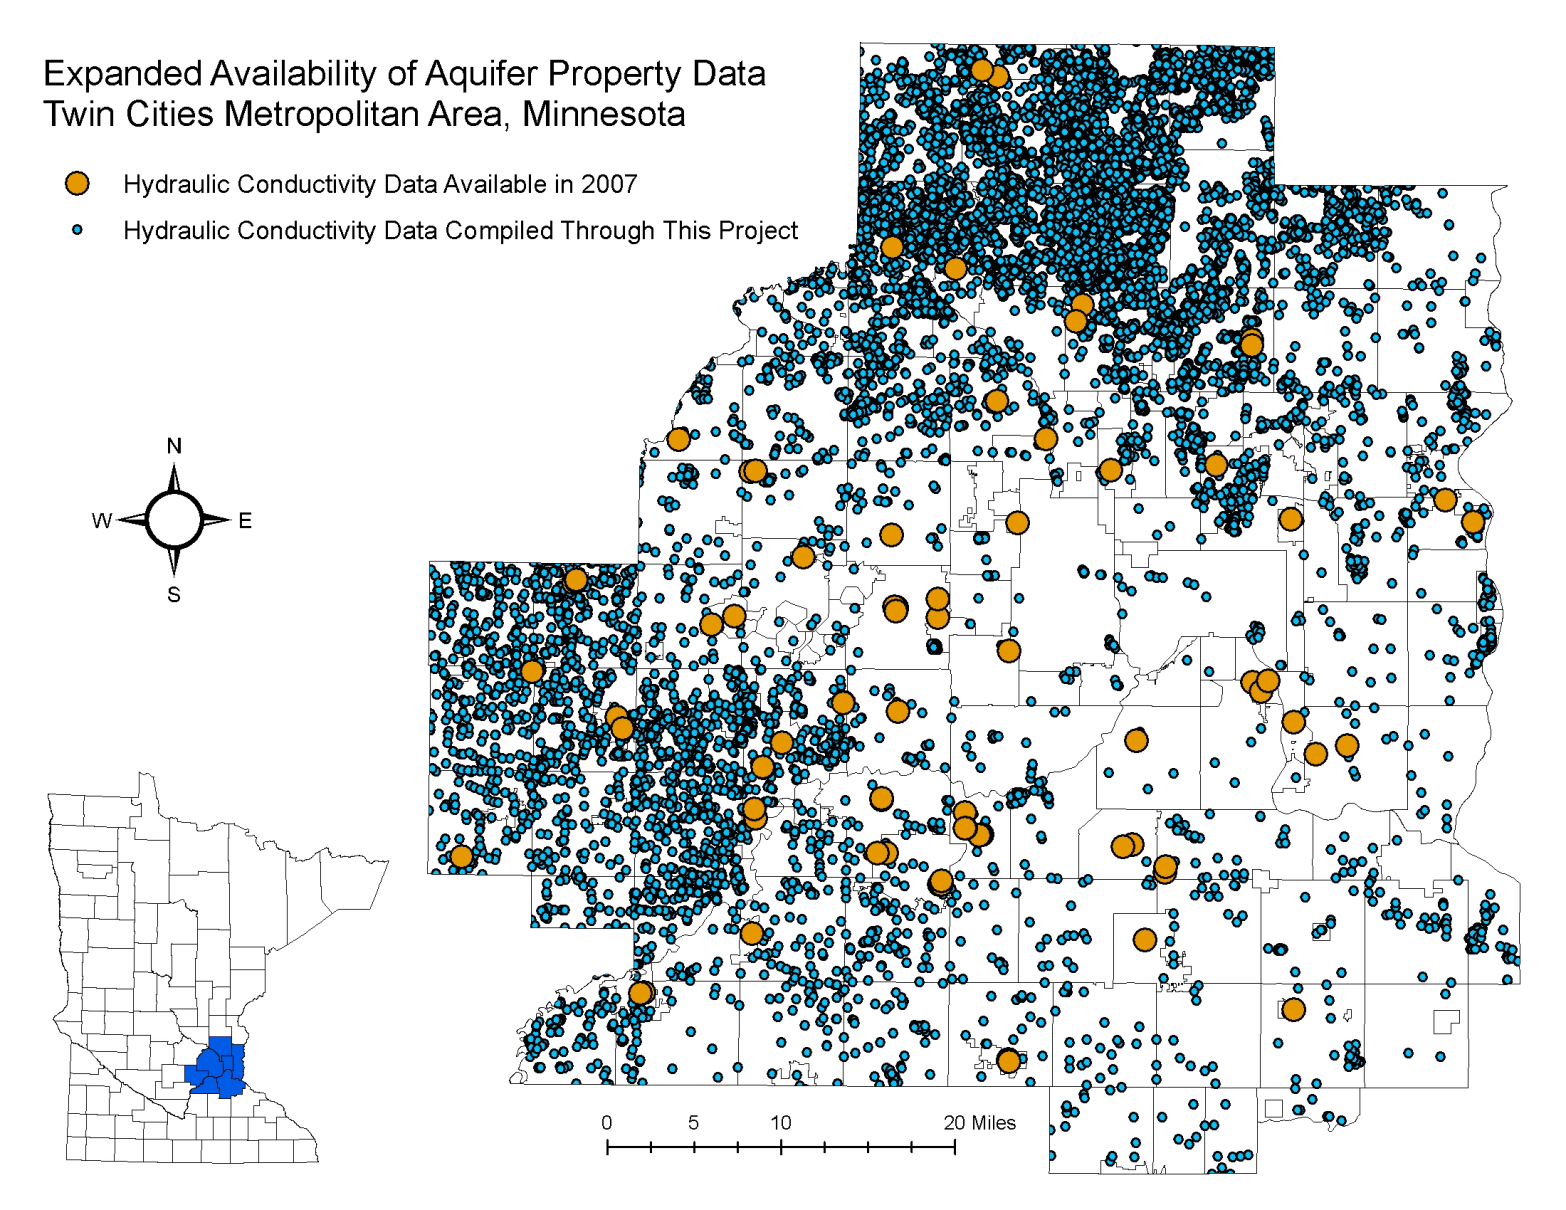 Expanded Availability of Aquifer Property Data
Twin Cities Metropolitan Area, Minnesota
Hydraulic Conductivity Data Available in 2007
Hydraulic Conductivity Data Compiled Through This Project
N
W E
S
0 5 10 20 Miles